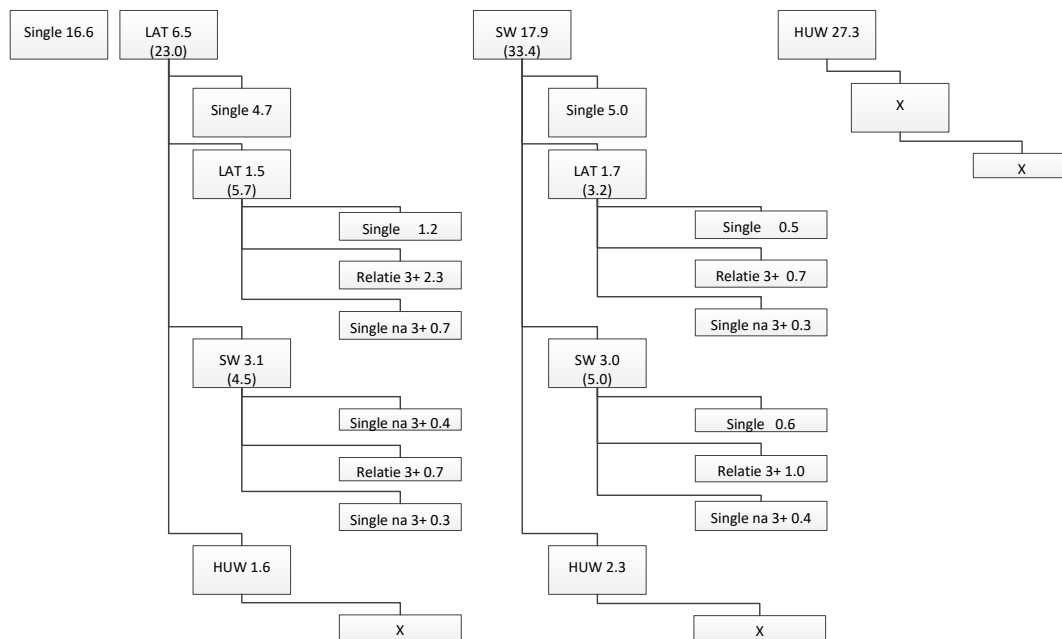 Single 16.6
LAT 6.5
(23.0)
Single 4.7
LAT 1.5
(5.7)
Single 1.2
Relatie 3+ 2.3
Single na 3+ 0.7
SW 3.1
(4.5)
Single na 3+ 0.4
Relatie 3+ 0.7
Single na 3+ 0.3
HUW 1.6
X
SW 17.9
(33.4)
Single 5.0
LAT 1.7
(3.2)
Single 0.5
Relatie 3+ 0.7
Single na 3+ 0.3
SW 3.0
(5.0)
Single 0.6
Relatie 3+ 1.0
Single na 3+ 0.4
HUW 2.3
X
HUW 27.3
X
X